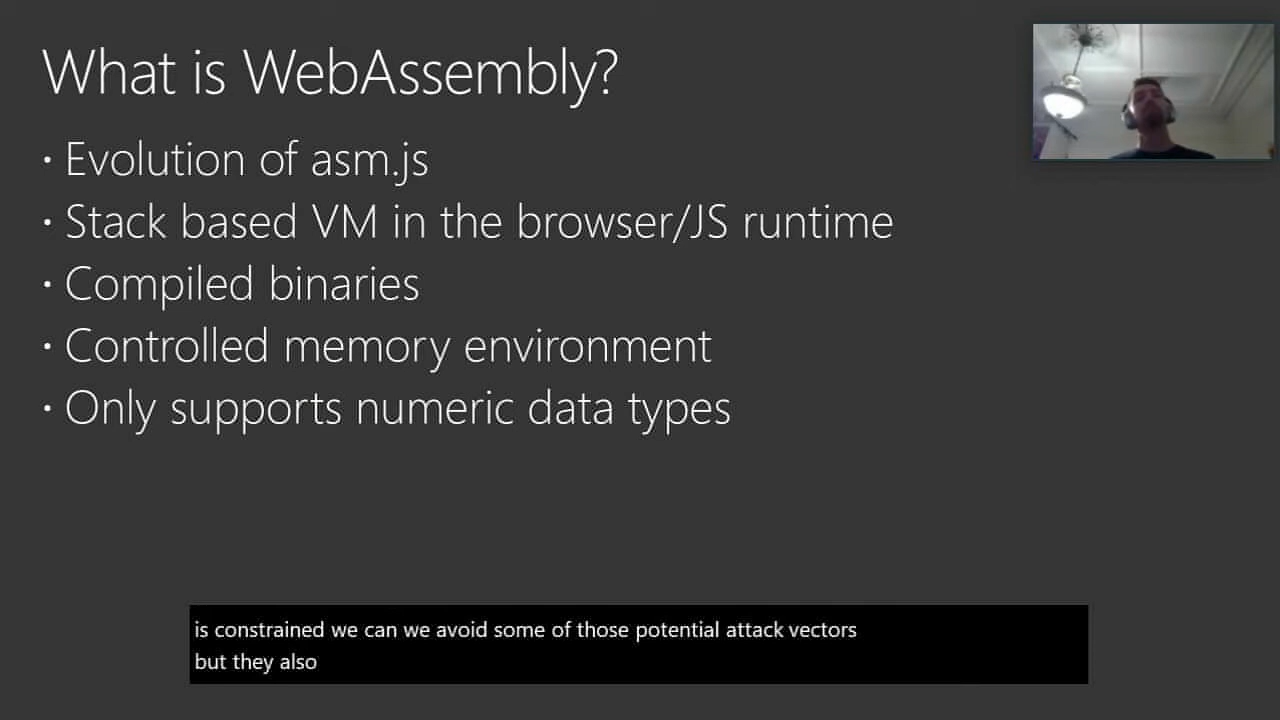 What is WebAssembly?
· Evolution of asm.js
· Stack based VM in the browser/JS runtime
· Compiled binaries
· Controlled memory environment
· Only supports numeric data types
is constrained we can we avoid some of those potential attack vectors
but they also